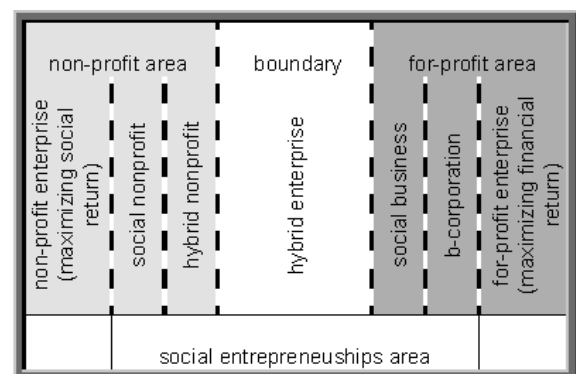 non-profit area
boundary
for-profit area
non-profit enterprise
(maximizing social
return)
social nonprofit
hybrid nonprofit
hybrid enterprise
social business
b-corporation
for-profit enterprise
(maximizing financial
return)
social entrepreneuships area